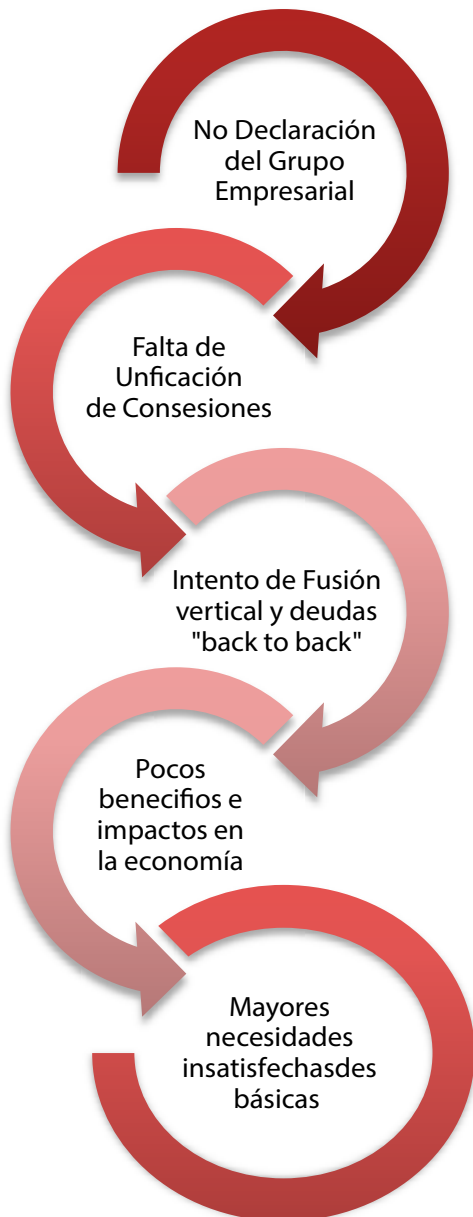 No Declaración
del Grupo
Empresarial
Falta de
Unficación
de Consesiones
Intento de Fusión
vertical y deudas
"back to back"
Pocos
benecifios e
impactos en
la economía
Mayores
necesidades
insatisfechasdes
básicas